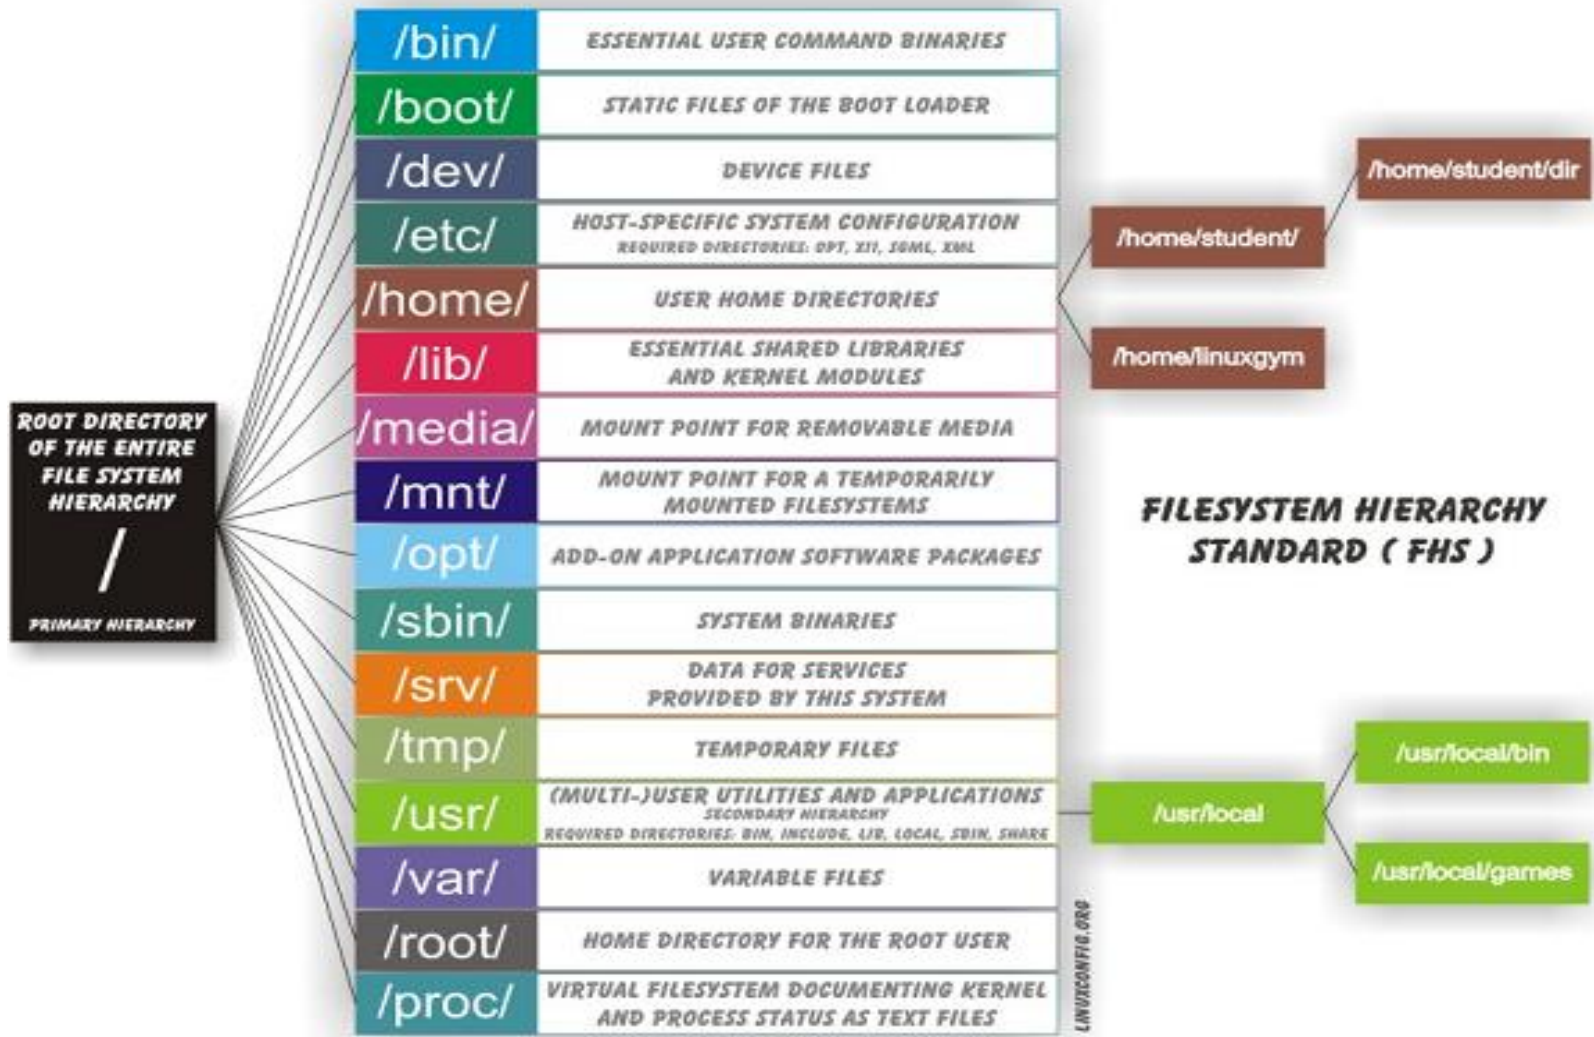 ROOT DIRECTORY
OF THE ENTIRE
FILE SYSTEM
HIERARCHY
/
PRIMARY HIERARCHY
/bin/
ESSENTIAL USER COMMAND BINARIES
/boot/
STATIC FILES OF THE BOOT LOADER
/dev/
DEVICE FILES
/etc/
HOST-SPECIFIC SYSTEM CONFIGURATION
REQUIRED DIRECTORIES: OPT, X11, SGML, XML
/home/
USER HOME DIRECTORIES
/lib/
ESSENTIAL SHARED LIBRARIES
AND KERNEL MODULES
/media/
MOUNT POINT FOR REMOVABLE MEDIA
/mnt/
MOUNT POINT FOR A TEMPORARILY
MOUNTED FILESYSTEMS
/opt/
ADD-ON APPLICATION SOFTWARE PACKAGES
/sbin/
SYSTEM BINARIES
/srv/
DATA FOR SERVICES
PROVIDED BY THIS SYSTEM
/tmp/
TEMPORARY FILES
/usr/
(MULTI-)USER UTILITIES AND APPLICATIONS
SECONDARY HIERARCHY
REQUIRED DIRECTORIES: BIN, INCLUDE, LIB, LOCAL, SBIN, SHARE
/var/
VARIABLE FILES
/root/
HOME DIRECTORY FOR THE ROOT USER
/proc/
VIRTUAL FILESYSTEM DOCUMENTING KERNEL
AND PROCESS STATUS AS TEXT FILES
/home/student/
/home/student/dir
/home/linuxgym
FILESYSTEM HIERARCHY
STANDARD ( FHS )
/usr/local
/usr/local/bin
/usr/local/games
LINUXCONFIG.ORG